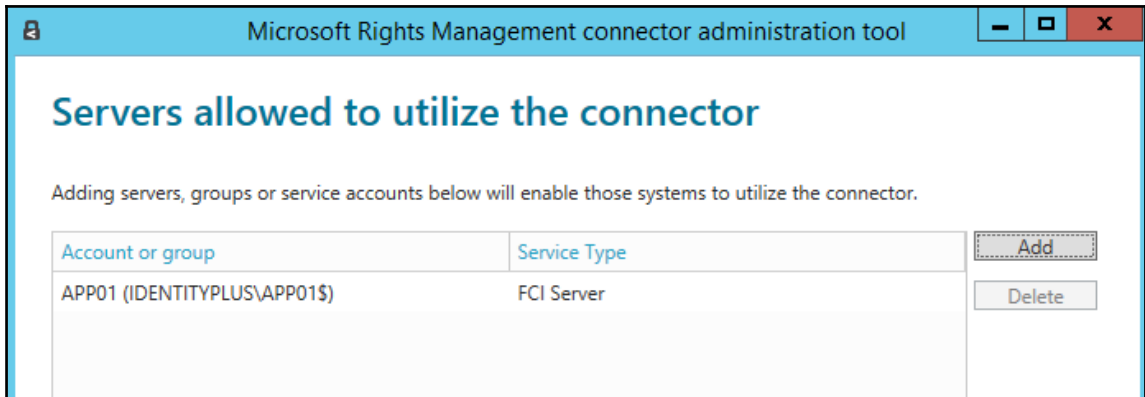 Microsoft Rights Management connector administration tool
Servers allowed to utilize the connector
Adding servers, groups or service accounts below will enable those systems to utilize the connector.
Account or group Service Type Add
APP01 (IDENTITYPLUS\APP01$) FCI Server Delete